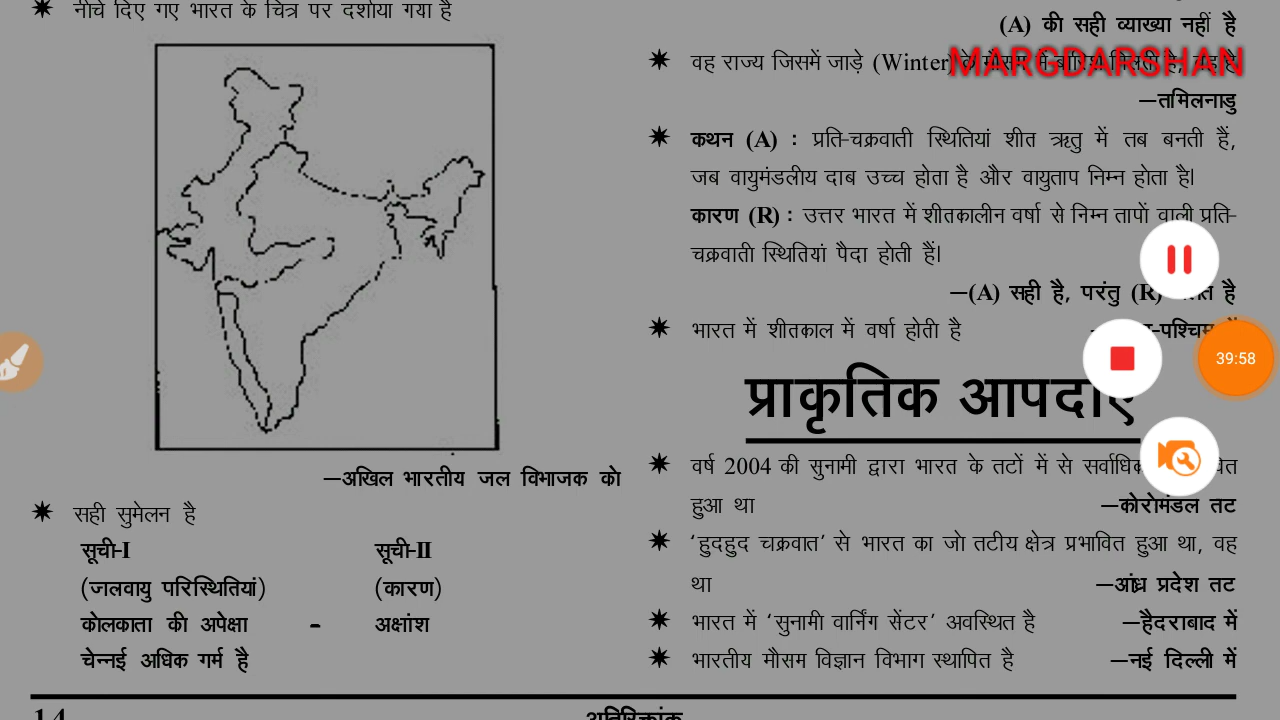 ✷ नीचे दिए गए भारत के चित्र पर दर्शाया गया है
—अखिल भारतीय जल विभाजक को
✷ सही सुमेलन है
सूची-I सूची-II
(जलवायु परिस्थितियां) (कारण)
कोलकाता की अपेक्षा - अक्षांश
चेन्नई अधिक गर्म है
(A) की सही व्याख्या नहीं है
✷ वह राज्य जिसमें जाड़े (Winter)
MARGDARSHAN
—तमिलनाडु
✷ कथन (A) : प्रति-चक्रवाती स्थितियां शीत ऋतु में तब बनती हैं,
जब वायुमंडलीय दाब उच्च होता है और वायुताप निम्न होता है।
कारण (R) : उत्तर भारत में शीतकालीन वर्षा से निम्न तापों वाली प्रति-
चक्रवाती स्थितियां पैदा होती हैं।
—(A) सही है, परंतु (R) है
✷ भारत में शीतकाल में वर्षा होती है
39:58
प्राकृतिक आपदाएं
✷ वर्ष 2004 की सुनामी द्वारा भारत के तटों में से
हुआ था —कोरोमंडल तट
✷ ‘हुदहुद चक्रवात’ से भारत का जो तटीय क्षेत्र प्रभावित हुआ था, वह
था —आंध्र प्रदेश तट
✷ भारत में ‘सुनामी वार्निंग सेंटर’ अवस्थित है —हैदराबाद में
✷ भारतीय मौसम विज्ञान विभाग स्थापित है —नई दिल्ली में
14 अतिरिक्तांक